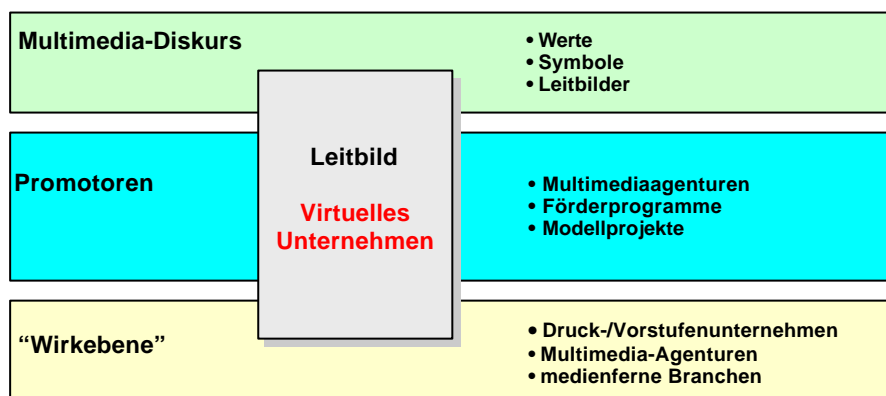 Multimedia-Diskurs
• Werte
• Symbole
• Leitbilder
Leitbild
Virtuelles
Unternehmen
Promotoren
• Multimediaagenturen
• Förderprogramme
• Modellprojekte
“Wirkebene”
• Druck-/Vorstufenunternehmen
• Multimedia-Agenturen
• medienferne Branchen